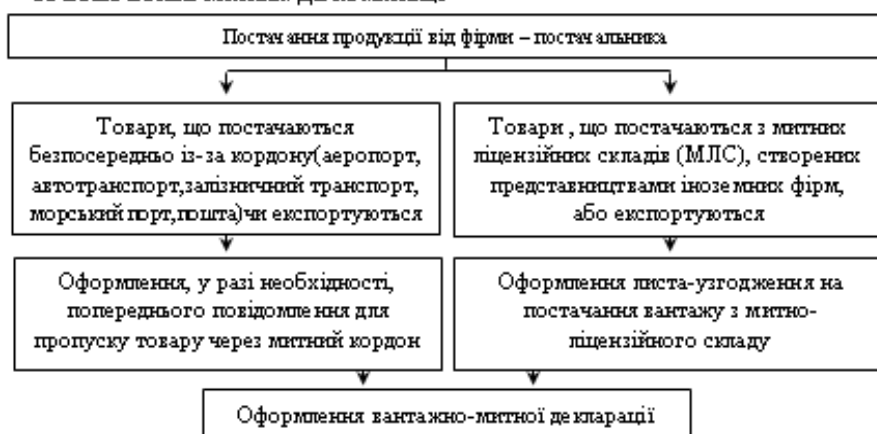 Постачання продукції від фірми – постачальника
Товари, що постачаються
безпосередньо із-за кордону(аеропорт,
автотранспорт,залізничний транспорт,
морський порт,пошта)чи експортуються
Товари , що постачаються з митних
ліцензійних складів (МЛС), створених
представництвами іноземних фірм,
або експортуються
Оформлення, у разі необхідності,
попереднього повідомлення для
пропуску товару через митний кордон
Оформлення листа-узгодження на
постачання вантажу з митно-
ліцензійного складу
Оформлення вантажно-митної декларації